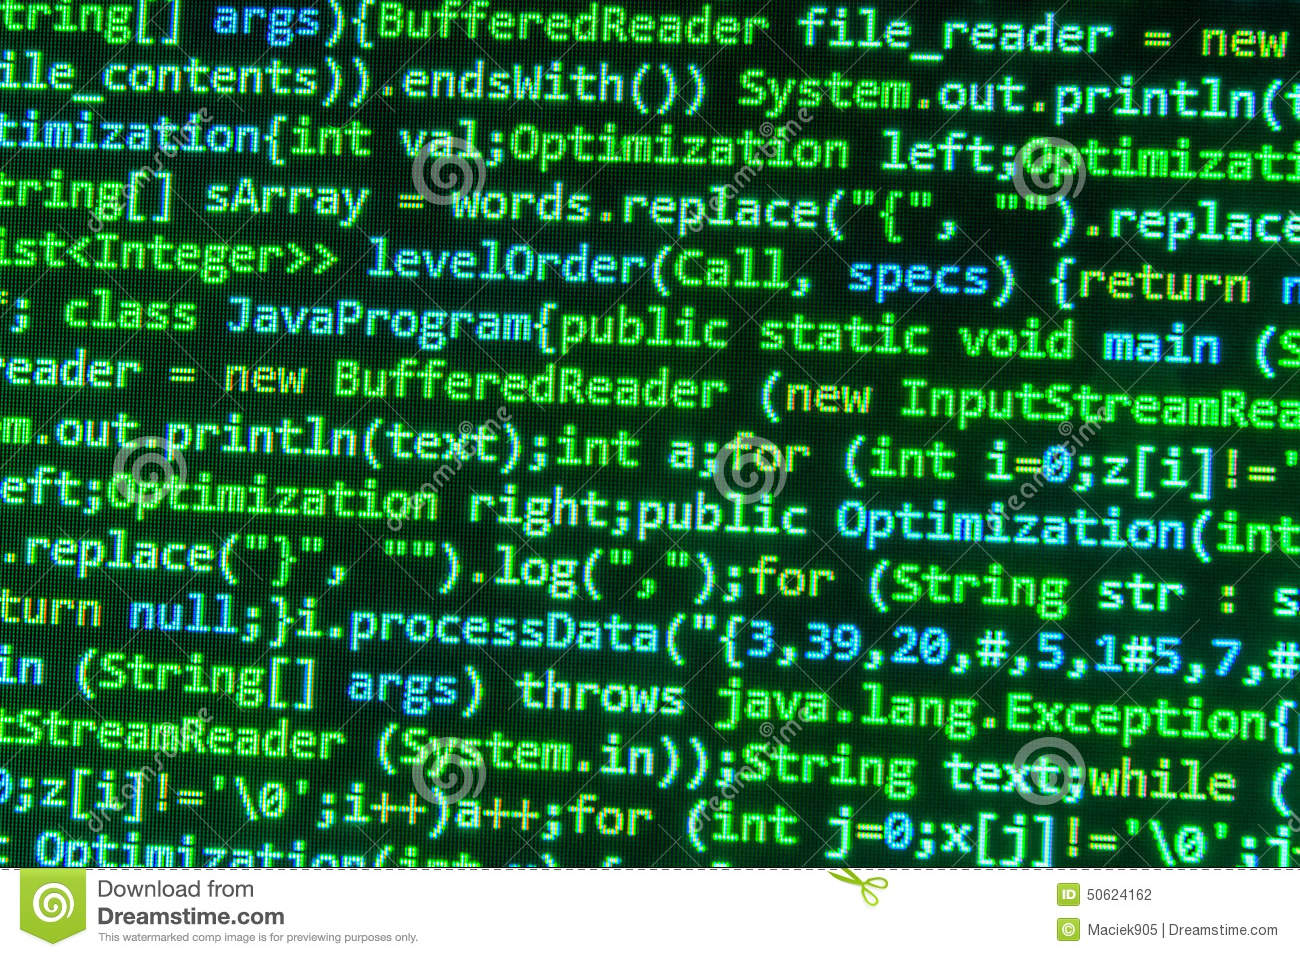 tring[] args){BufferedReader file_reader = new
ile_contents)).endsWith()) System.out.println(t
timization{int val;Optimization left;Optimizati
tring[] sArray = words.replace("{", "").replace
ist<Integer>> levelOrder(Call, specs) {return n
"; class JavaProgram{public static void main (S
reader = new BufferedReader (new InputStreamRea
m.out println(text);int a;for (int i=0;z[i]!='
eft;Optimization right;public Optimization(int
.replace("}", "").log(",");for (String str : s
turn null;}i.processData("{3,39,20,#,5,1#5,7,#
in (String[] args) throws java.lang.Exception{
tStreamReader (System.in));String text;while (
0;z[i]!='\0';i++)a++;for (int j=0;x[j]!='\0';j+
Optimization(int
Download from
Dreamstime.com
This watermarked comp image is for previewing purposes only.
ID 50624162
© Maciek905 | Dreamstime.com